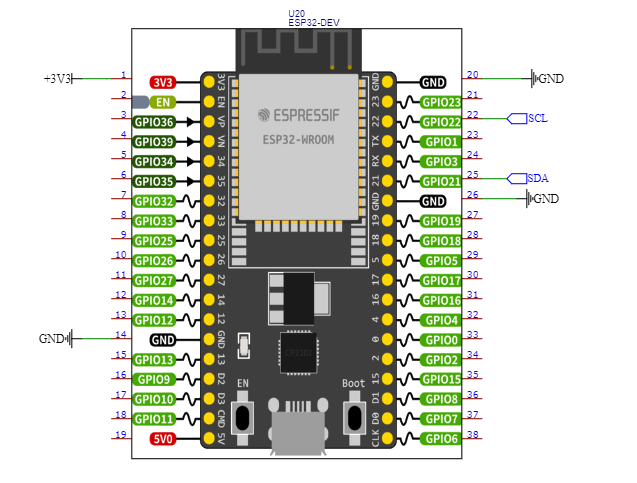 U20
ESP32-DEV
+3V3 1 3V3 3V3 GND GND 20 GND
2 EN EN 23 GPIO23 21
3 GPIO36 VP 22 GPIO22 22 SCL
4 GPIO39 VN TX GPIO1 23
5 GPIO34 34 RX GPIO3 24
6 GPIO35 35 21 GPIO21 25 SDA
7 GPIO32 32 GND GND 26 GND
8 GPIO33 33 19 GPIO19 27
9 GPIO25 25 18 GPIO18 28
10 GPIO26 26 5 GPIO5 29
11 GPIO27 27 17 GPIO17 30
12 GPIO14 14 16 GPIO16 31
13 GPIO12 12 4 GPIO4 32
GND 14 GND GND 0 GPIO0 33
15 GPIO13 13 2 GPIO2 34
16 GPIO9 D2 15 GPIO15 35
17 GPIO10 D3 D1 GPIO8 36
18 GPIO11 CMD D0 GPIO7 37
19 5V0 5V CLK GPIO6 38
ESPRESSIF
ESP32-WROOM
EN Boot